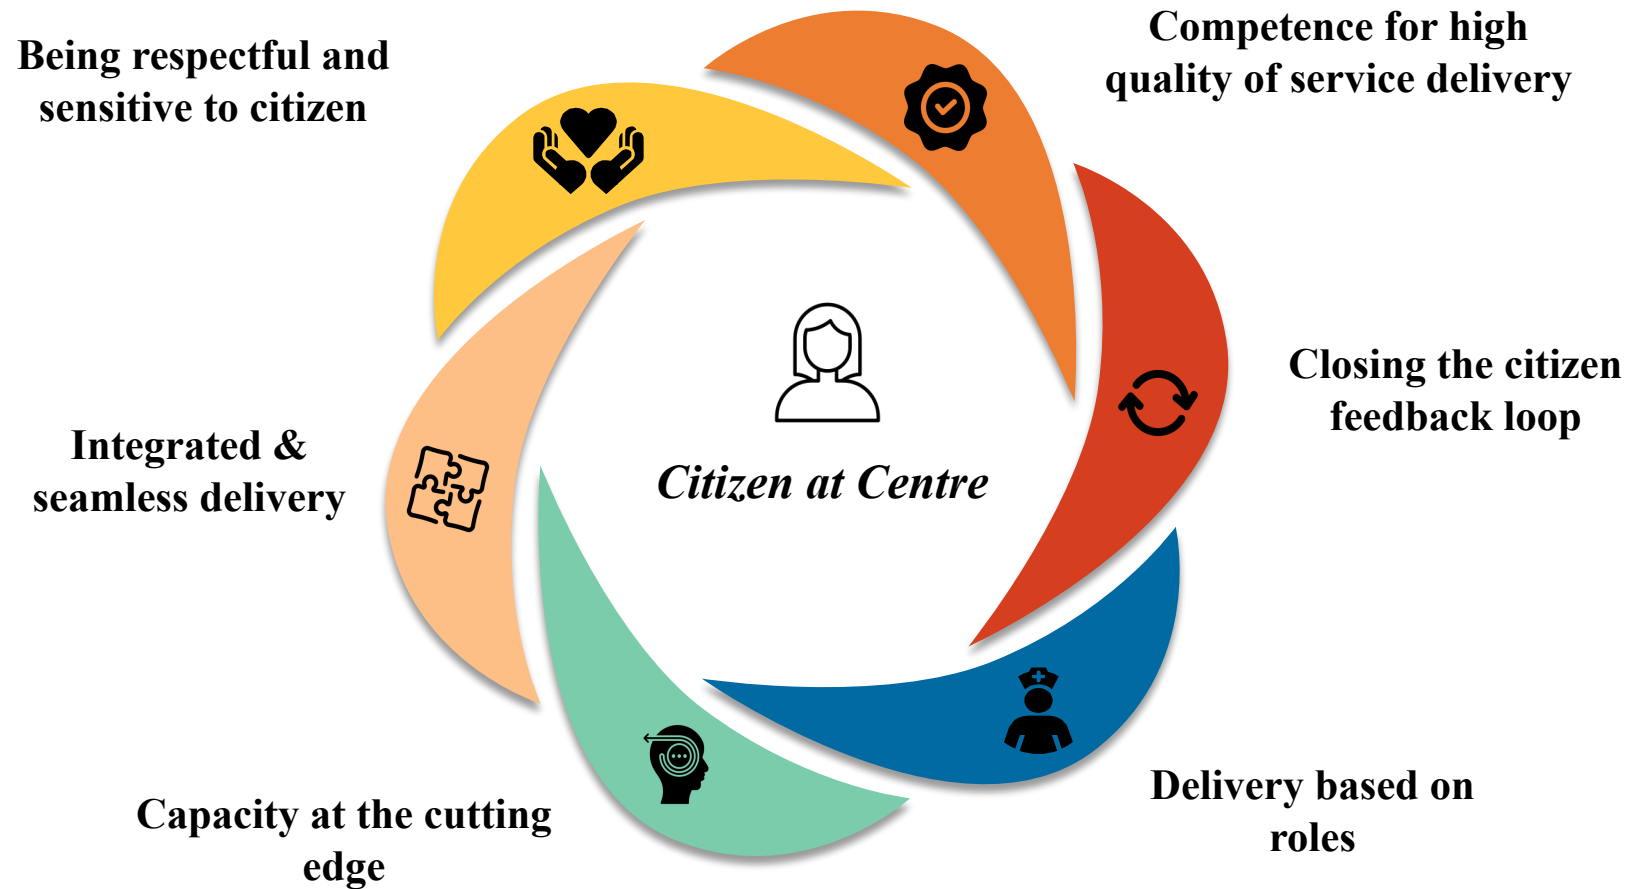 Being respectful and
sensitive to citizen
Competence for high
quality of service delivery
Closing the citizen
feedback loop
Integrated &
seamless delivery
Citizen at Centre
Delivery based on
roles
Capacity at the cutting
edge